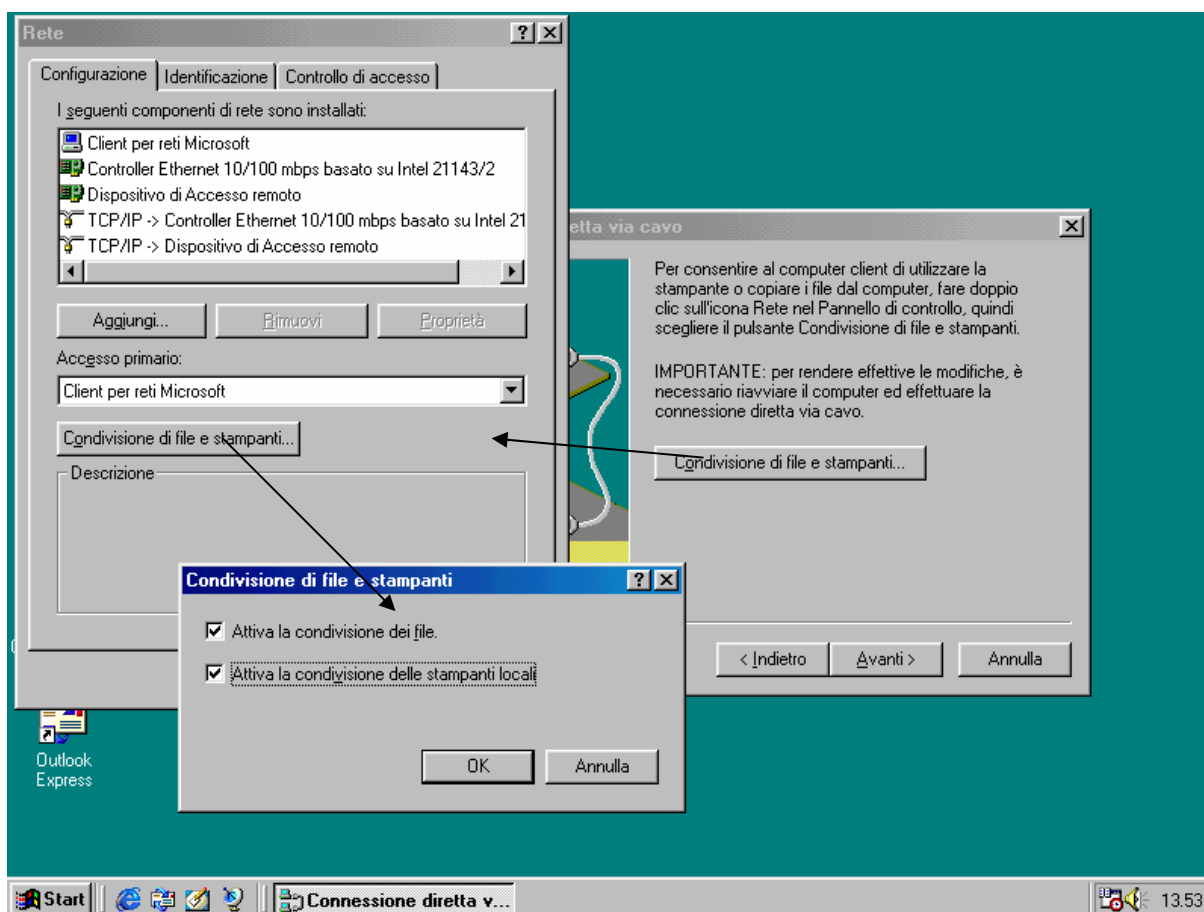 Rete
Configurazione
Identificazione
Controllo di accesso
I seguenti componenti di rete sono installati:
Client per reti Microsoft
Controller Ethernet 10/100 mbps basato su Intel 21143/2
Dispositivo di Accesso remoto
TCP/IP -> Controller Ethernet 10/100 mbps basato su Intel 21
TCP/IP -> Dispositivo di Accesso remoto
Aggiungi...
Rimuovi
Proprietà
Accesso primario:
Client per reti Microsoft
Condivisione di file e stampanti...
Descrizione
etta via cavo
Per consentire al computer client di utilizzare la
stampante o copiare i file dal computer, fare doppio
clic sull'icona Rete nel Pannello di controllo, quindi
scegliere il pulsante Condivisione di file e stampanti.
IMPORTANTE: per rendere effettive le modifiche, è
necessario riavviare il computer ed effettuare la
connessione diretta via cavo.
Condivisione di file e stampanti...
< Indietro
Avanti >
Annulla
Condivisione di file e stampanti
Attiva la condivisione dei file.
Attiva la condivisione delle stampanti locali
OK
Annulla
Outlook
Express
Start
Connessione diretta v...
13.53